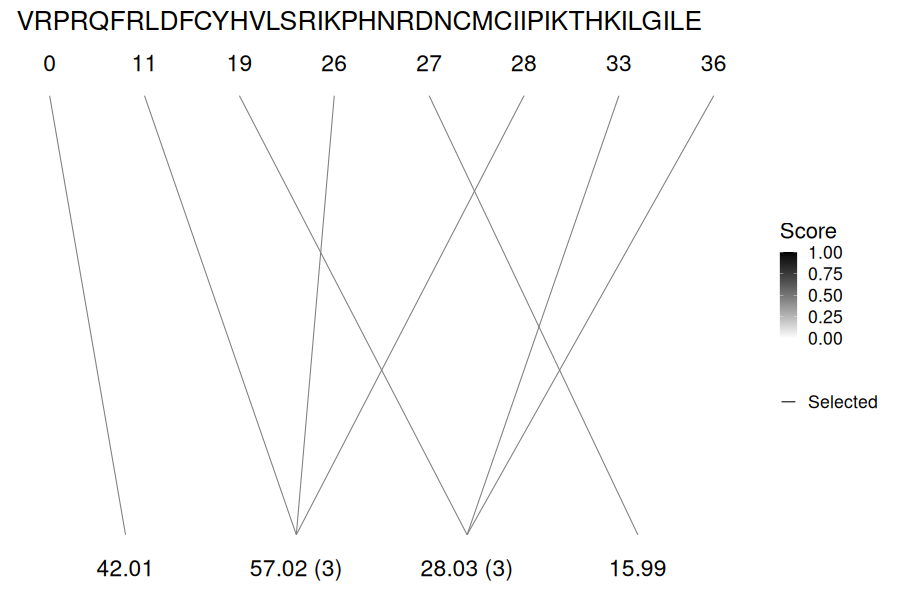 VRPRQFRLDFCYHVLSRIKPHNRDNCMCIIPIKTHKILGILE
0 11 19 26 27 28 33 36
Score
1.00
0.75
0.50
0.25
0.00
Selected
42.01 57.02 (3) 28.03 (3) 15.99